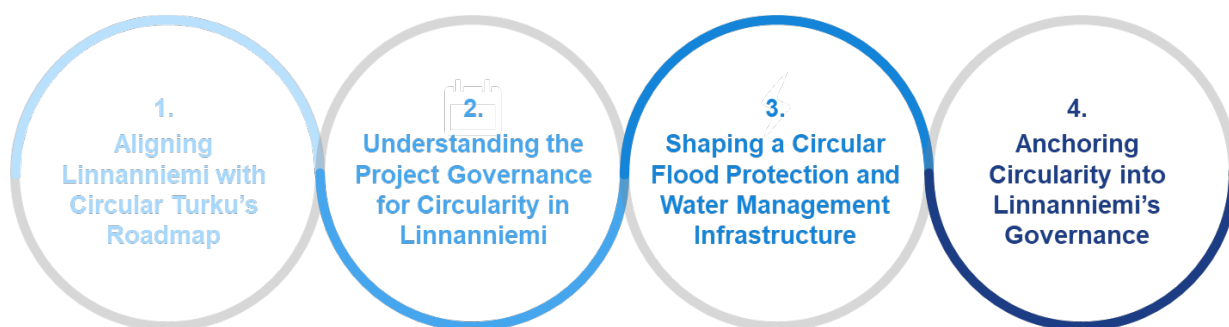 1.
Aligning
Linnanniemi with
Circular Turku's
Roadmap
2.
Understanding the
Project Governance
for Circularity in
Linnanniemi
3.
Shaping a Circular
Flood Protection and
Water Management
Infrastructure
4.
Anchoring
Circularity into
Linnanniemi's
Governance